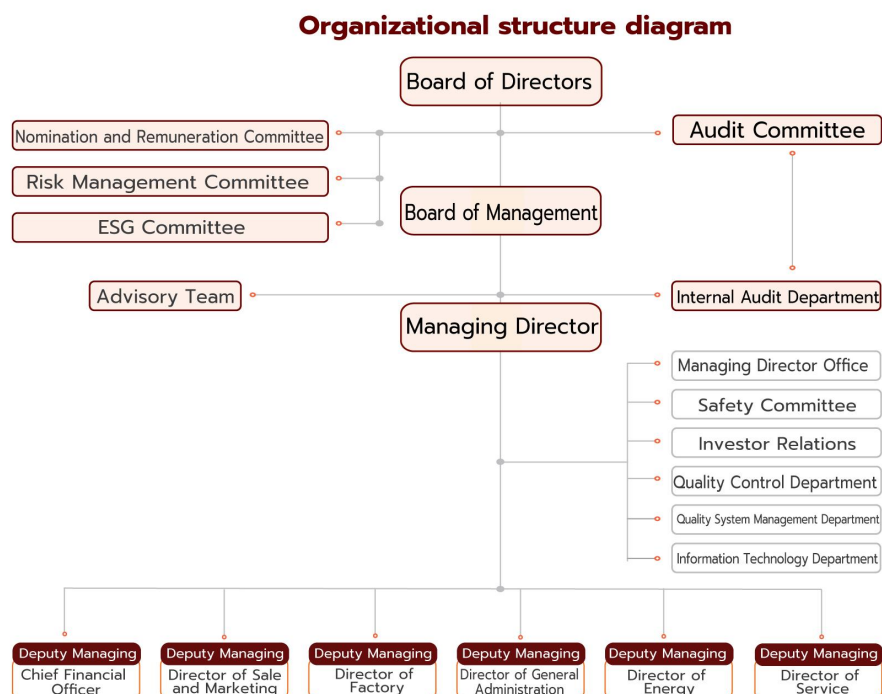 Organizational structure diagram
Board of Directors
Nomination and Remuneration Committee
Audit Committee
Risk Management Committee
Board of Management
ESG Committee
Advisory Team
Internal Audit Department
Managing Director
Managing Director Office
Safety Committee
Investor Relations
Quality Control Department
Quality System Management Department
Information Technology Department
Deputy Managing
Chief Financial
Officer
Deputy Managing
Director of Sale
and Marketing
Deputy Managing
Director of
Factory
Deputy Managing
Director of General
Administration
Deputy Managing
Director of
Energy
Deputy Managing
Director of
Service